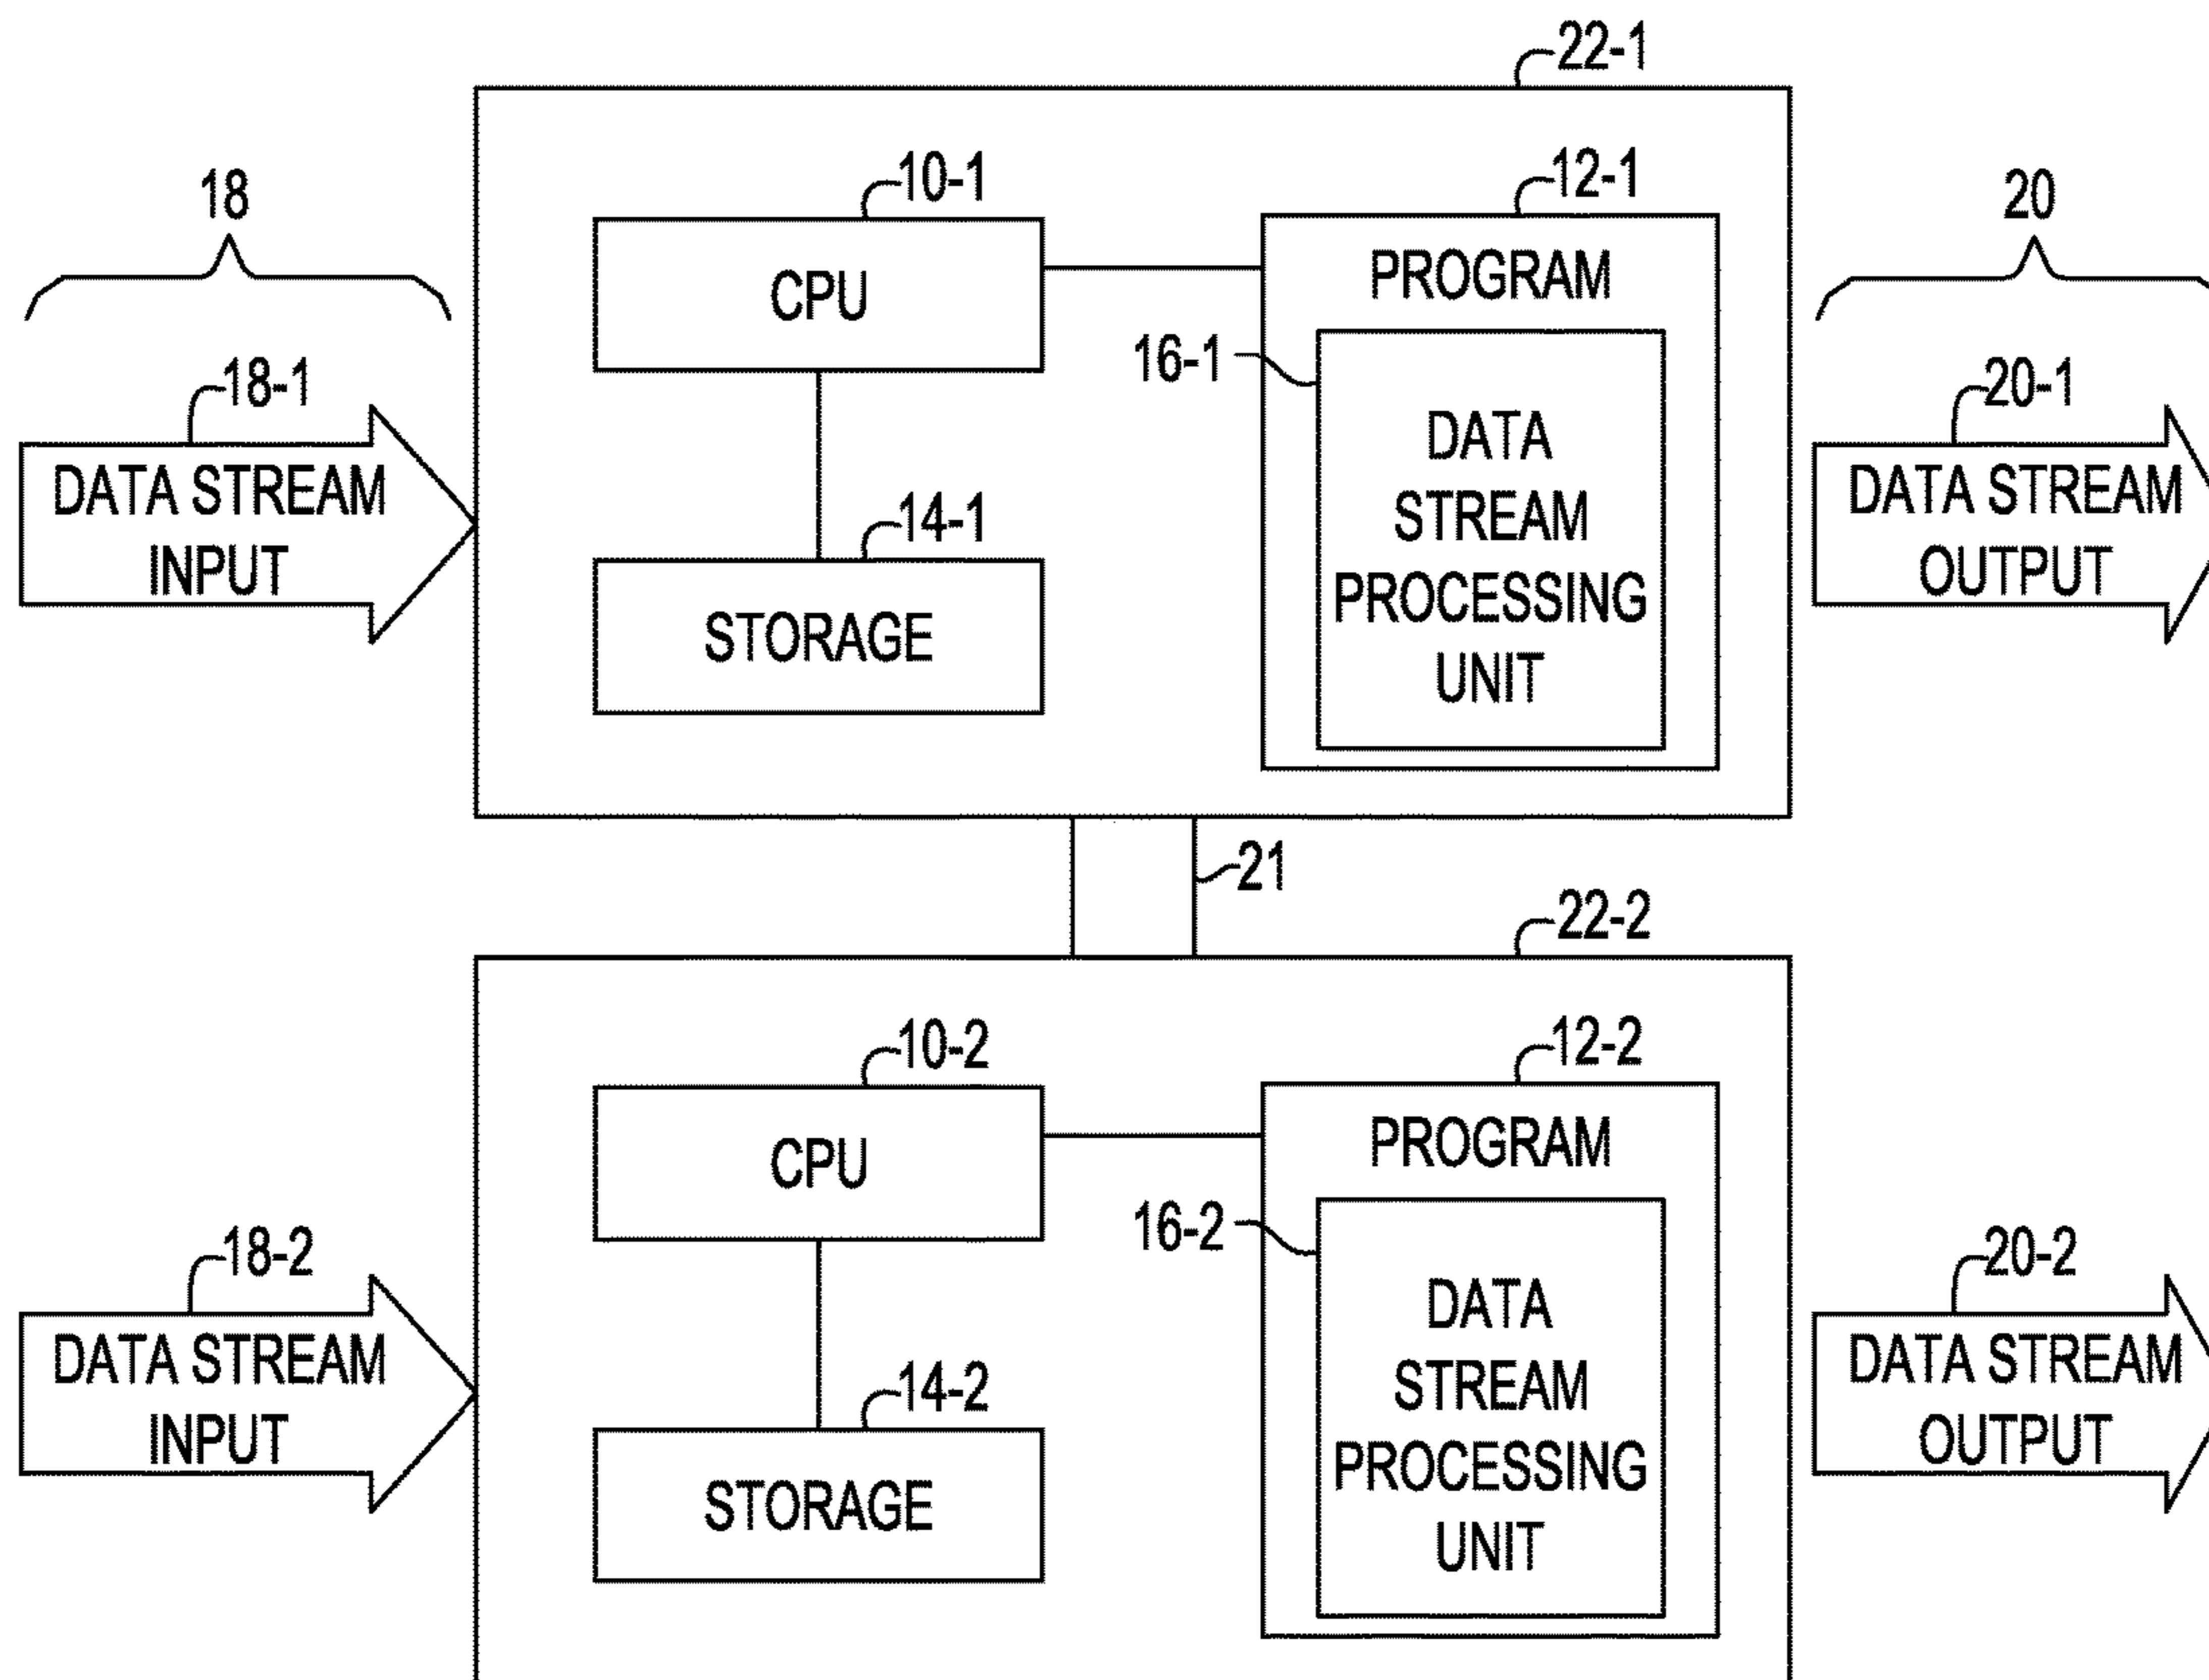 22-1
18
10-1
12-1
20
CPU
PROGRAM
18-1
16-1
20-1
DATA STREAM
INPUT
14-1
STORAGE
DATA
STREAM
PROCESSING
UNIT
DATA STREAM
OUTPUT
21
22-2
10-2
12-2
CPU
PROGRAM
18-2
16-2
20-2
DATA STREAM
INPUT
14-2
STORAGE
DATA
STREAM
PROCESSING
UNIT
DATA STREAM
OUTPUT